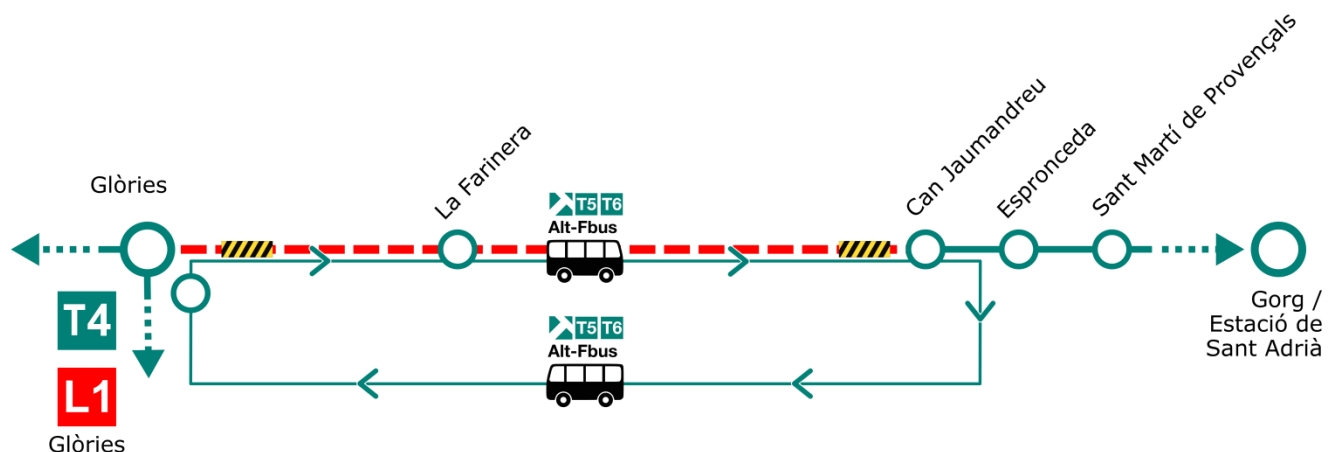 Glòries
La Farinera
T5 T6
Alt-Fbus
Can Jaumandreu
Espronceda
Sant Martí de Provençals
T4
L1
Glòries
T5 T6
Alt-Fbus
Gorg /
Estació de
Sant Adrià